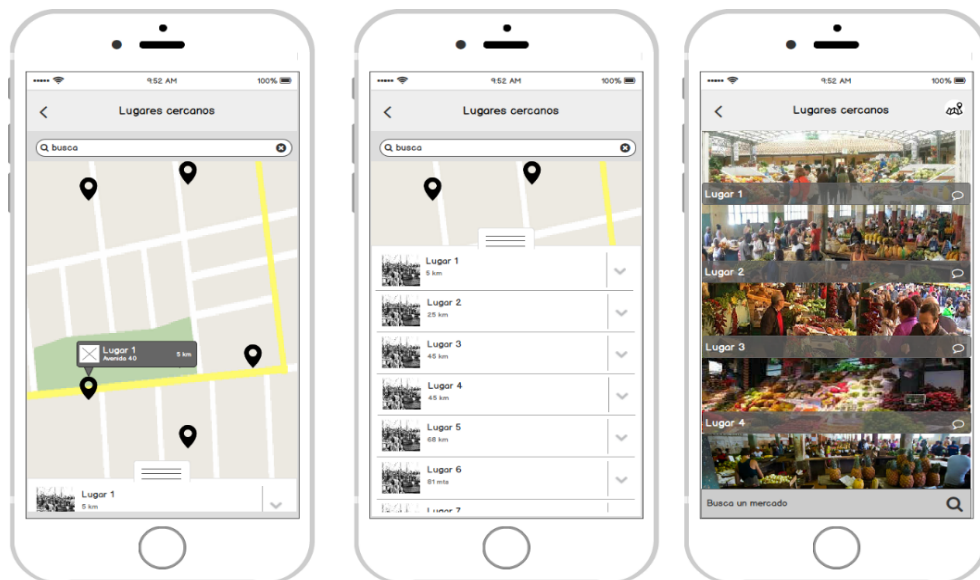 9:52 AM
100%
Lugares cercanos
busca
Lugar 1
Avenida 40
5 km
Lugar 1
5 km
9:52 AM
100%
Lugares cercanos
busca
Lugar 1
5 km
Lugar 2
25 km
Lugar 3
45 km
Lugar 4
45 km
Lugar 5
68 km
Lugar 6
81 mts
Lugar 7
9:52 AM
100%
Lugares cercanos
Lugar 1
Lugar 2
Lugar 3
Lugar 4
Busca un mercado